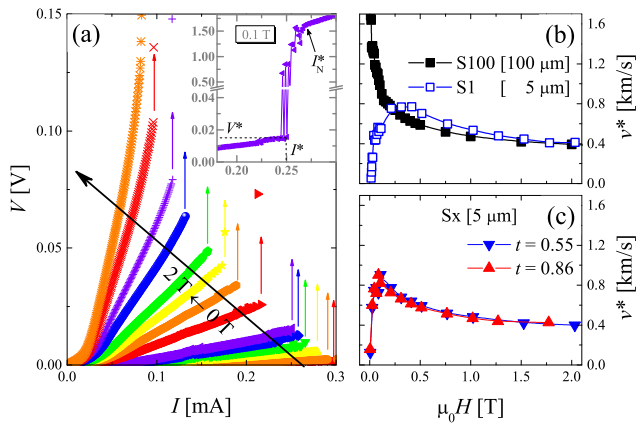 (a)
0.1 T
1.50
1.25
1.00
0.04
0.02
0.00
0.20
0.25
I*N
V*
I*
0.15
0.10
0.05
0.00
V [V]
2 T ← 0 T
0.0
0.1
0.2
0.3
I [mA]
(b)
S100 [100 μm]
S1 [ 5 μm]
1.6
1.2
0.8
0.4
0.0
v* [km/s]
(c)
Sx [5 μm]
t = 0.55
t = 0.86
1.6
1.2
0.8
0.4
0.0
v* [km/s]
0.0
0.5
1.0
1.5
2.0
μ0H [T]